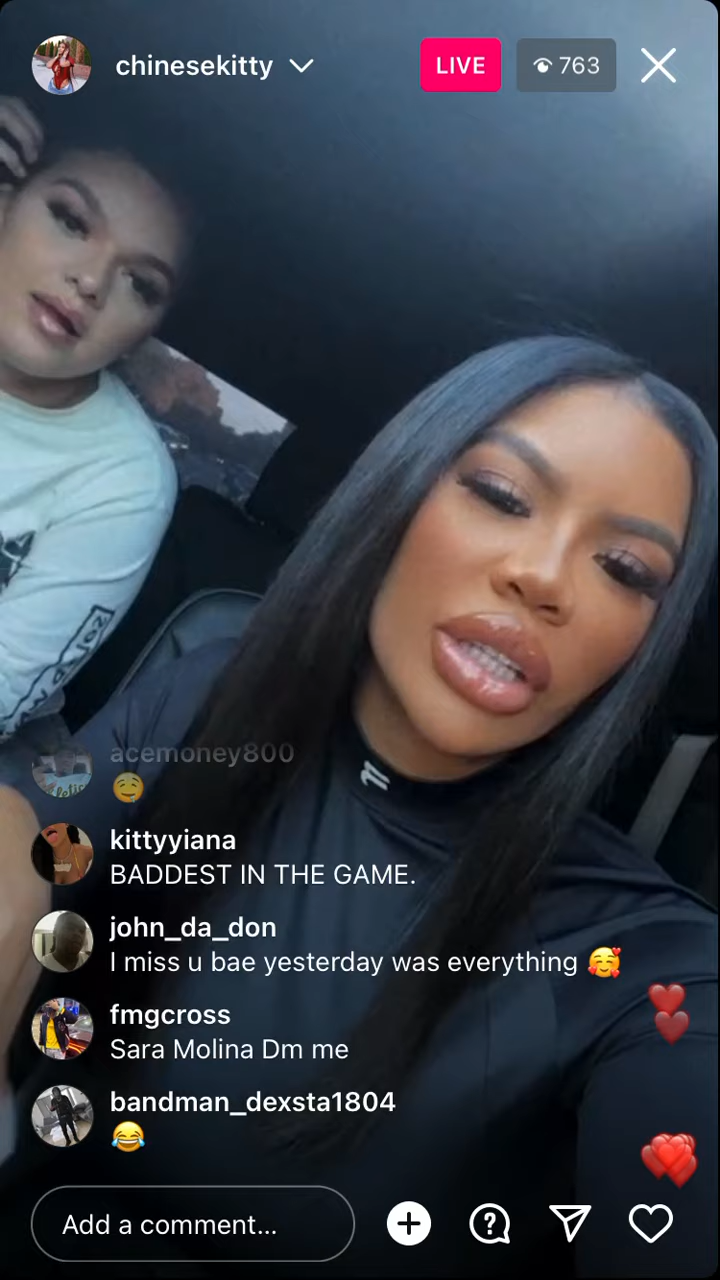 chinesekitty
LIVE
763
acemoney800
🤤
kittyyiana
BADDEST IN THE GAME.
john_da_don
I miss u bae yesterday was everything 🥰
fmgcross
Sara Molina Dm me
bandman_dexsta1804
😂
Add a comment...